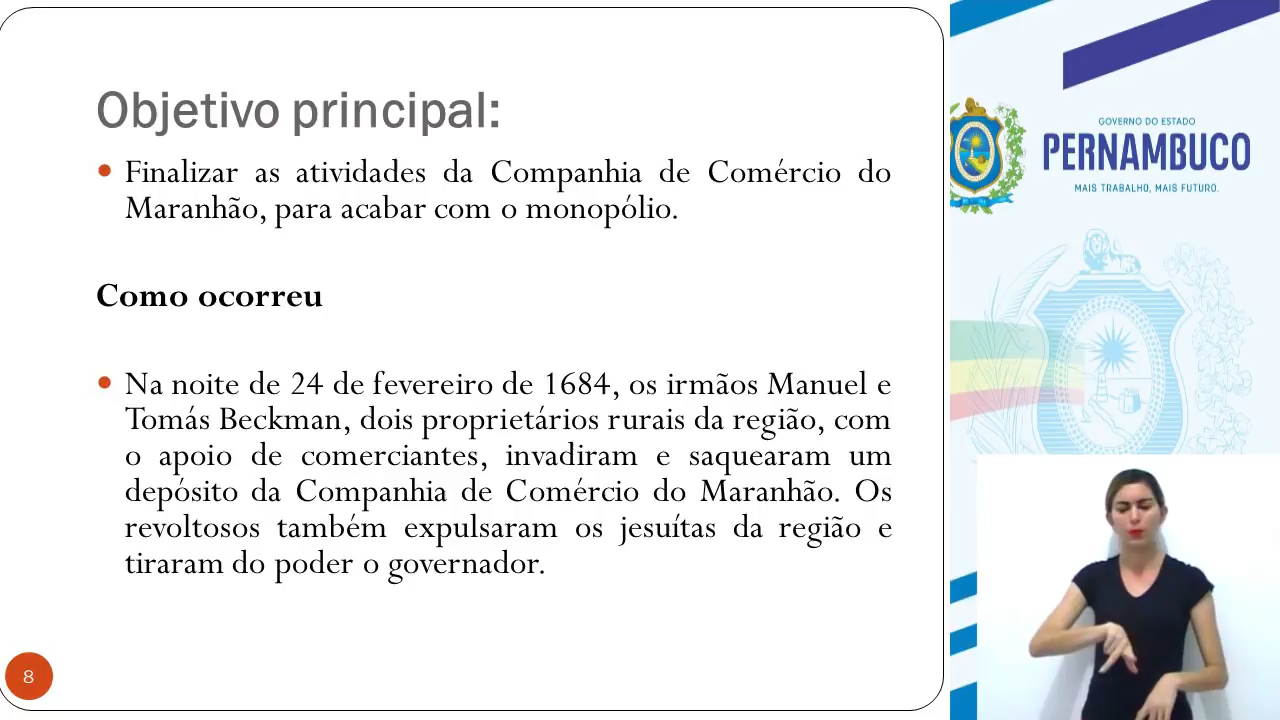 Objetivo principal:
• Finalizar as atividades da Companhia de Comércio do
Maranhão, para acabar com o monopólio.
Como ocorreu
• Na noite de 24 de fevereiro de 1684, os irmãos Manuel e
Tomás Beckman, dois proprietários rurais da região, com
o apoio de comerciantes, invadiram e saquearam um
depósito da Companhia de Comércio do Maranhão. Os
revoltosos também expulsaram os jesuítas da região e
tiraram do poder o governador.
8
GOVERNO DO ESTADO
PERNAMBUCO
MAIS TRABALHO, MAIS FUTURO.